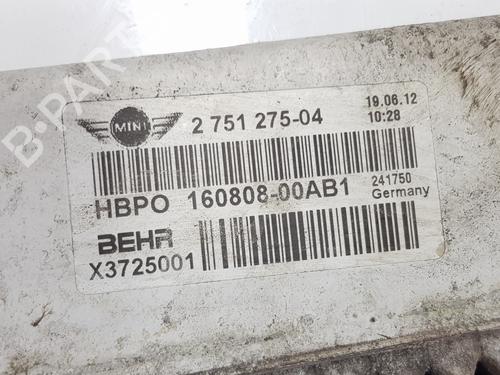 B-PARTS
MINI
2 751 275-04
19.06.12
10:28
HBPO 160808-00AB1
241750
Germany
BEHR
X3725001